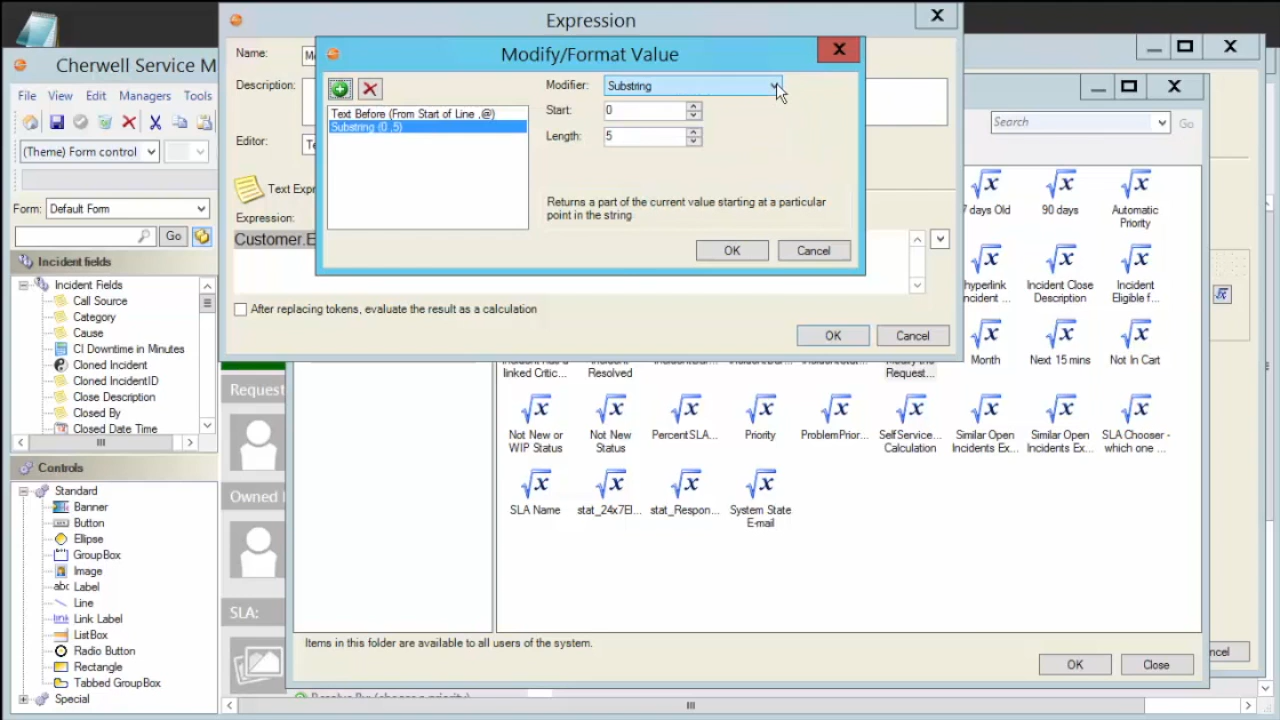 Expression
Modify/Format Value
Cherwell Service M
File View Edit Managers Tools
(Theme) Form control
Form: Default Form
Go
Incident fields
Incident Fields
Call Source
Category
Cause
CI Downtime in Minutes
Cloned Incident
Cloned IncidentID
Close Description
Closed By
Closed Date Time
Controls
Standard
Banner
Button
Ellipse
GroupBox
Image
abc Label
Line
Link Label
ListBox
Radio Button
Rectangle
Tabbed GroupBox
Special
Name:
Description:
Editor:
Text Expr
Expression:
Customer.E
After replacing tokens, evaluate the result as a calculation
OK Cancel
Text Before (From Start of Line ,@)
Substring (0 ,5)
Modifier: Substring
Start: 0
Length: 5
Returns a part of the current value starting at a particular
point in the string
OK Cancel
Search Go
7 days Old
90 days
Automatic
Priority
hyperlink
incident ...
Incident Close
Description
Incident
Eligible f...
linked Critic...
Incident
Resolved
Request...
Month
Next 15 mins
Not In Cart
Not New or
WIP Status
Not New
Status
PercentSLA...
Priority
ProblemPrior...
SelfService...
Calculation
Similar Open
Incidents Ex...
Similar Open
Incidents Ex...
SLA Chooser -
which one ...
SLA Name
stat_24x7El...
stat_Respon...
System State
E-mail
Request
Owned
SLA:
Items in this folder are available to all users of the system.
OK Close
ncel